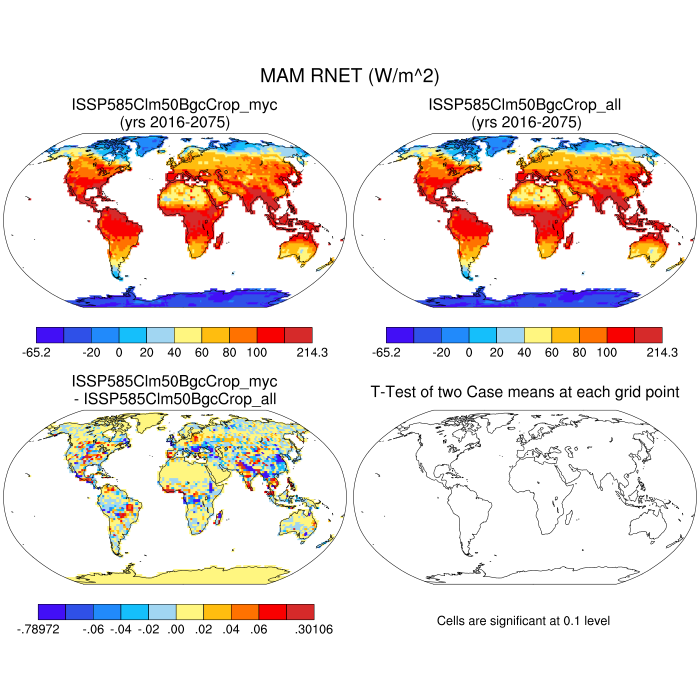 MAM RNET (W/m^2)
ISSP585Clm50BgcCrop_myc
(yrs 2016-2075)
ISSP585Clm50BgcCrop_all
(yrs 2016-2075)
-65.2 -20 0 20 40 60 80 100 214.3
-65.2 -20 0 20 40 60 80 100 214.3
ISSP585Clm50BgcCrop_myc
- ISSP585Clm50BgcCrop_all
T-Test of two Case means at each grid point
-.78972 -.06 -.04 -.02 .00 .02 .04 .06 .30106
Cells are significant at 0.1 level